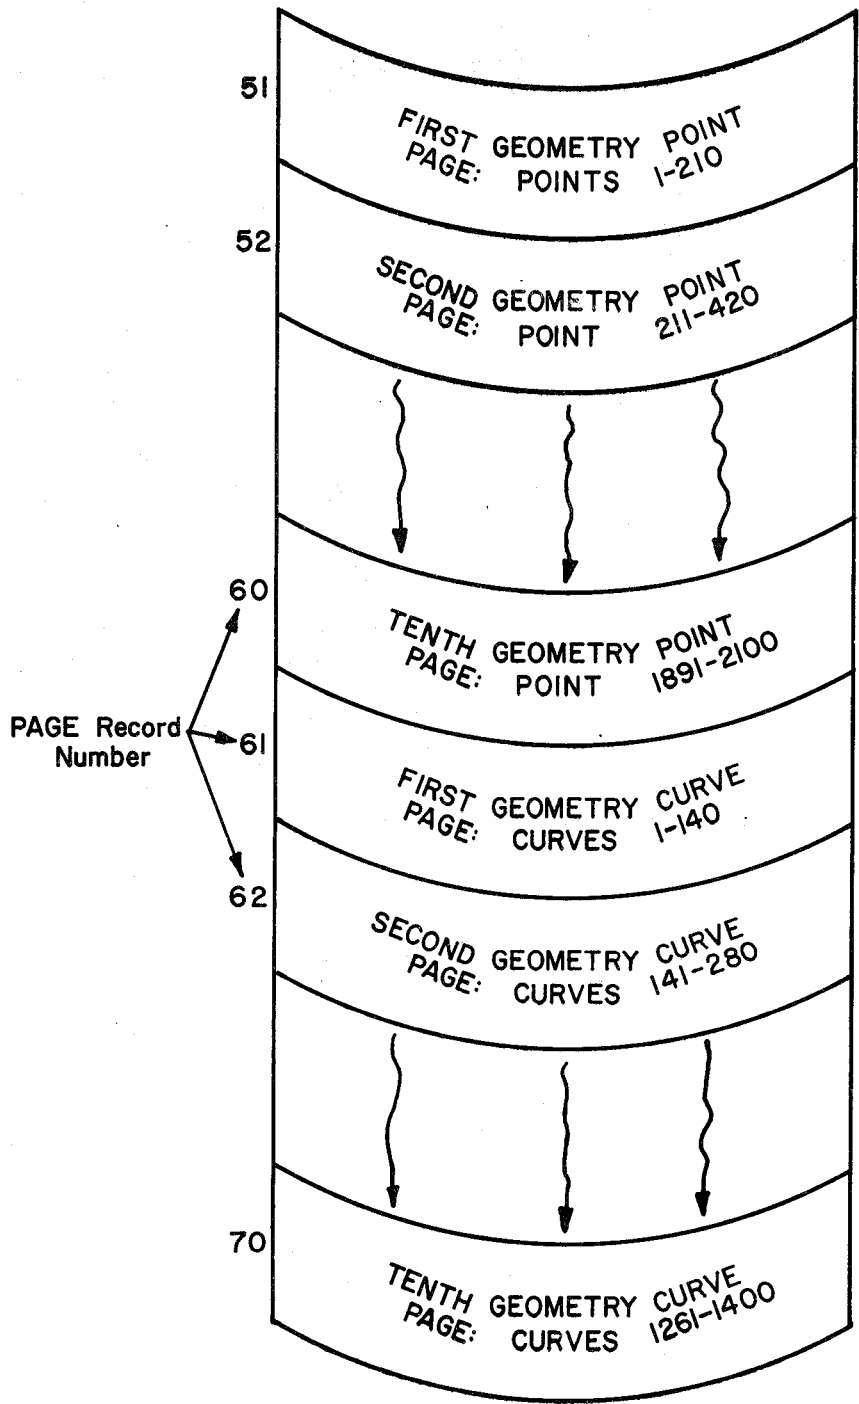 51
FIRST GEOMETRY POINT
PAGE: POINTS 1-210
52
SECOND GEOMETRY POINT
PAGE: POINT 211-420
60
TENTH GEOMETRY POINT
PAGE: POINT 1891-2100
PAGE Record
Number
61
FIRST GEOMETRY CURVE
PAGE: CURVES 1-140
62
SECOND GEOMETRY CURVE
PAGE: CURVES 141-280
70
TENTH GEOMETRY CURVE
PAGE: CURVES 1261-1400